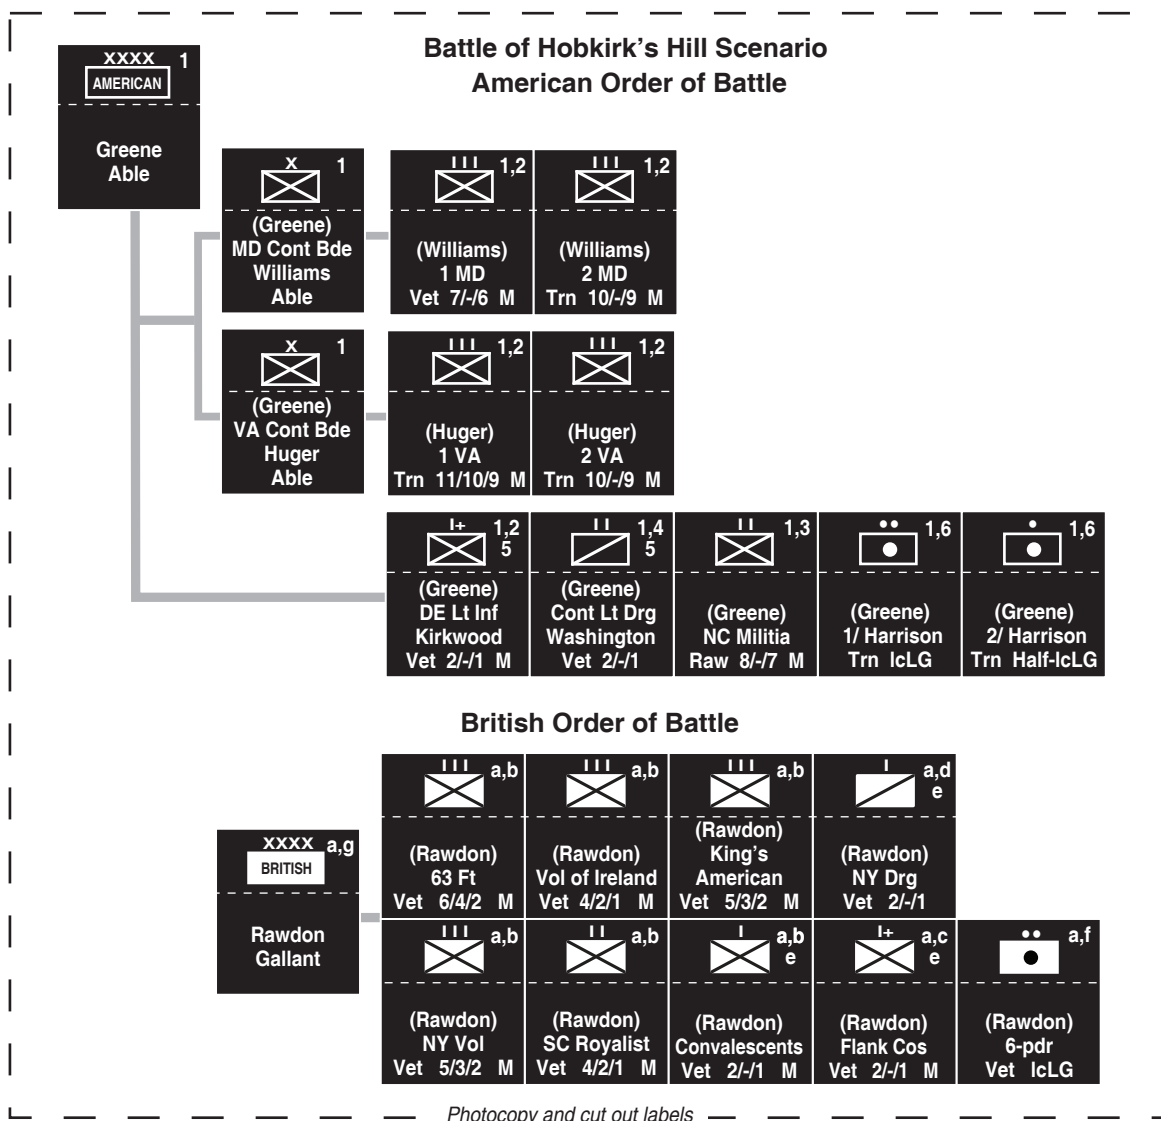 Battle of Hobkirk's Hill Scenario
American Order of Battle
XXXX 1
AMERICAN
Greene
Able
X 1
(Greene)
MD Cont Bde
Williams
Able
III 1,2
(Williams)
1 MD
Vet 7/-/6 M
III 1,2
(Williams)
2 MD
Trn 10/-/9 M
X 1
(Greene)
VA Cont Bde
Huger
Able
III 1,2
(Huger)
1 VA
Trn 11/10/9 M
III 1,2
(Huger)
2 VA
Trn 10/-/9 M
I+ 1,2
5
(Greene)
DE Lt Inf
Kirkwood
Vet 2/-/1 M
II 1,4
5
(Greene)
Cont Lt Drg
Washington
Vet 2/-/1
II 1,3
(Greene)
NC Militia
Raw 8/-/7 M
•• 1,6
(Greene)
1/ Harrison
Trn IcLG
• 1,6
(Greene)
2/ Harrison
Trn Half-IcLG
British Order of Battle
XXXX a,g
BRITISH
Rawdon
Gallant
III a,b
(Rawdon)
63 Ft
Vet 6/4/2 M
III a,b
(Rawdon)
Vol of Ireland
Vet 4/2/1 M
III a,b
(Rawdon)
King's
American
Vet 5/3/2 M
I a,d
e
(Rawdon)
NY Drg
Vet 2/-/1
III a,b
(Rawdon)
NY Vol
Vet 5/3/2 M
II a,b
(Rawdon)
SC Royalist
Vet 4/2/1 M
I a,b
e
(Rawdon)
Convalescents
Vet 2/-/1 M
I+ a,c
e
(Rawdon)
Flank Cos
Vet 2/-/1 M
•• a,f
(Rawdon)
6-pdr
Vet IcLG
Photocopy and cut out labels